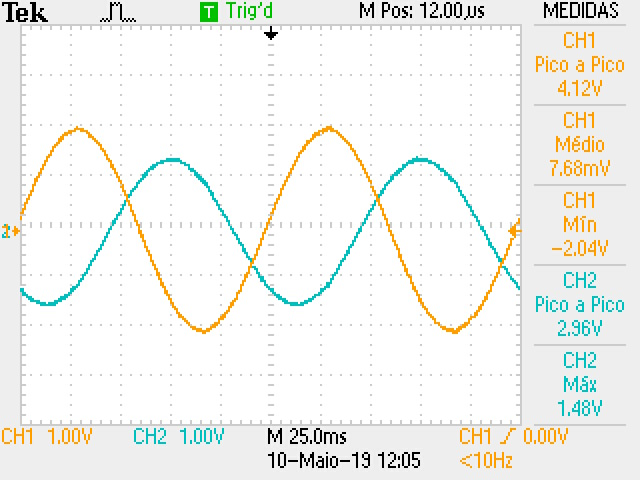 Tek T Trig'd M Pos: 12.00µs MEDIDAS
CH1
Pico a Pico
4.12V
CH1
Médio
7.68mV
CH1
Mín
-2.04V
CH2
Pico a Pico
2.96V
CH2
Máx
1.48V
CH1 1.00V CH2 1.00V M 25.0ms CH1 0.00V
10-Maio-19 12:05 <10Hz